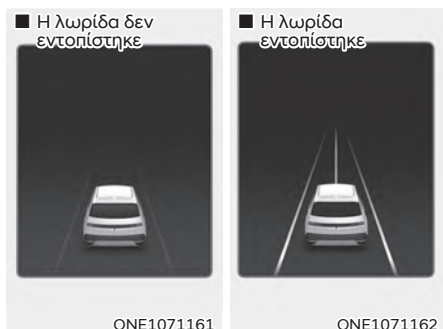 ■ Η λωρίδα δεν
εντοπίστηκε
■ Η λωρίδα
εντοπίστηκε
ONE1071161
ONE1071162